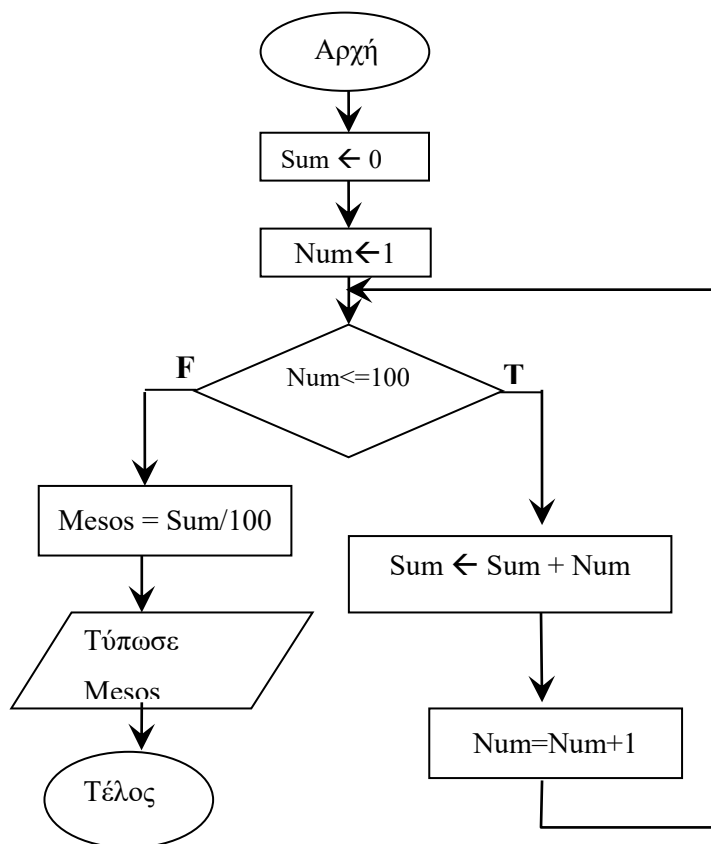 Αρχή
Sum ← 0
Num←1
Num<=100
F
T
Mesos = Sum/100
Sum ← Sum + Num
Τύπωσε
Mesos
Num=Num+1
Τέλος